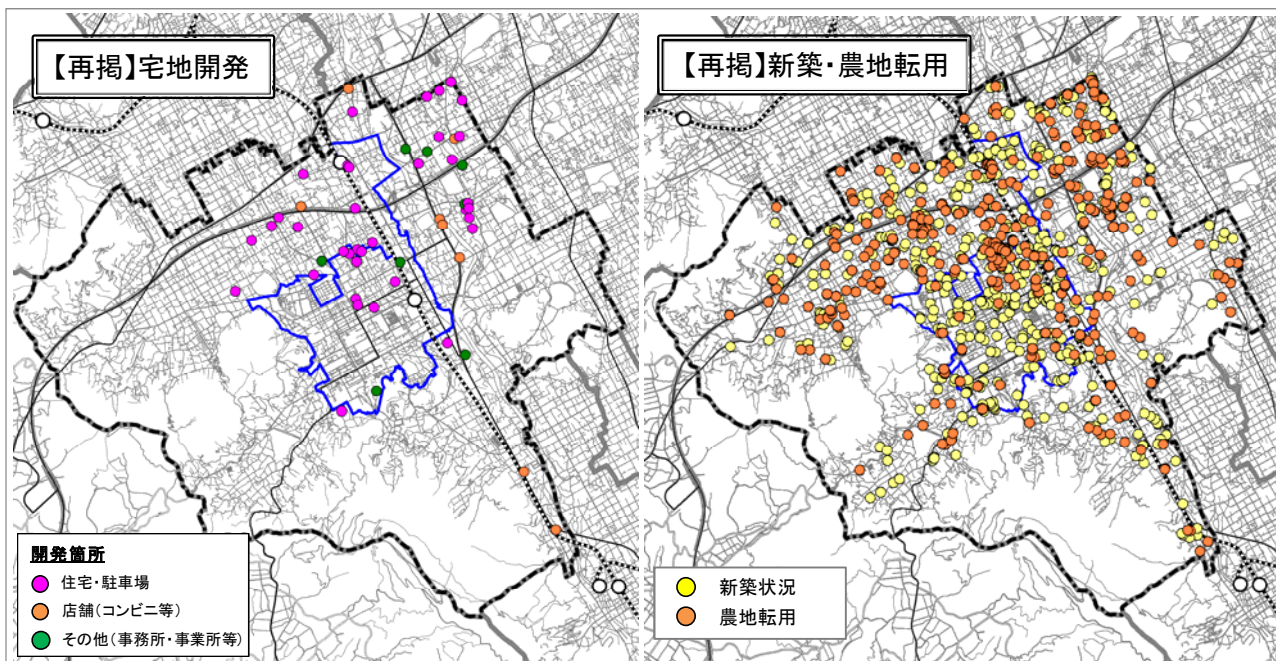 【再掲】宅地開発
開発箇所
住宅・駐車場
店舗(コンビニ等)
その他(事務所・事業所等)
【再掲】新築・農地転用
新築状況
農地転用